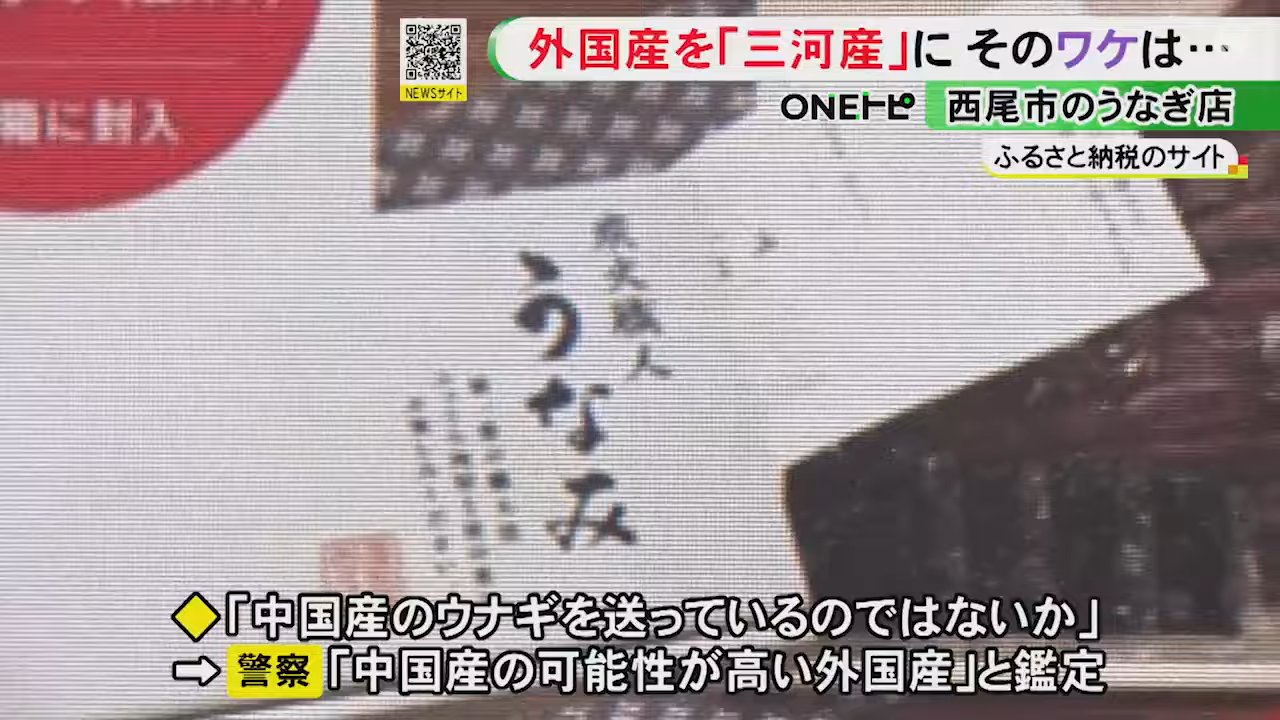 外国産を「三河産」に そのワケは…
NEWSサイト
ONEトピ 西尾市のうなぎ店
ふるさと納税のサイト
箱に封入
うなみ
◆「中国産のウナギを送っているのではないか」
➡ 警察「中国産の可能性が高い外国産」と鑑定